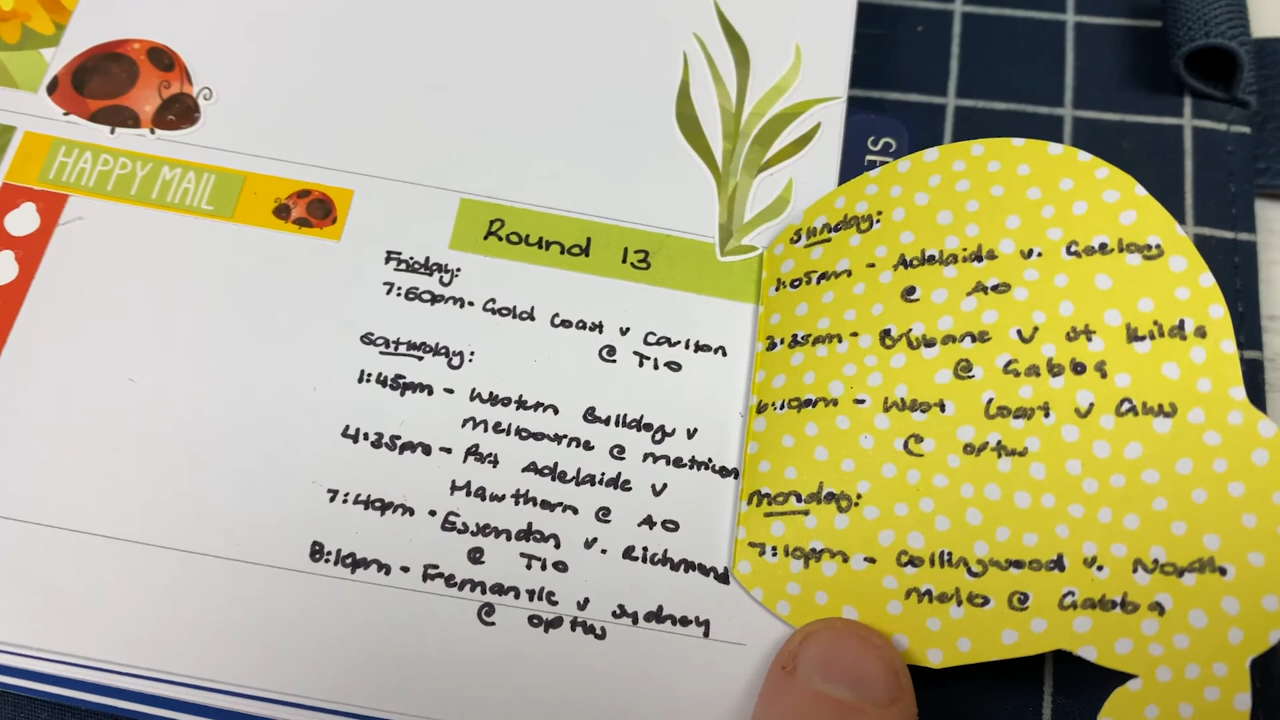 HAPPY MAIL
SE
Round 13
Friday:
7:60pm - Gold Coast v Carlton
@ TIO
Saturday:
1:45pm - Western Bulldogs v
Melbourne @ metricon
4:35pm - Port Adelaide v
Hawthorn @ AO
7:40pm - Essendon v. Richmond
@ TIO
8:10pm - Fremantle v Sydney
@ optus
Sunday:
1:05pm - Adelaide v. Geelong
@ AO
3:35pm - Brisbane v St Kilda
@ Gabba
6:10pm - West Coast v GWS
@ optus
monday:
7:10pm - Collingwood v. North
Melb @ Gabba